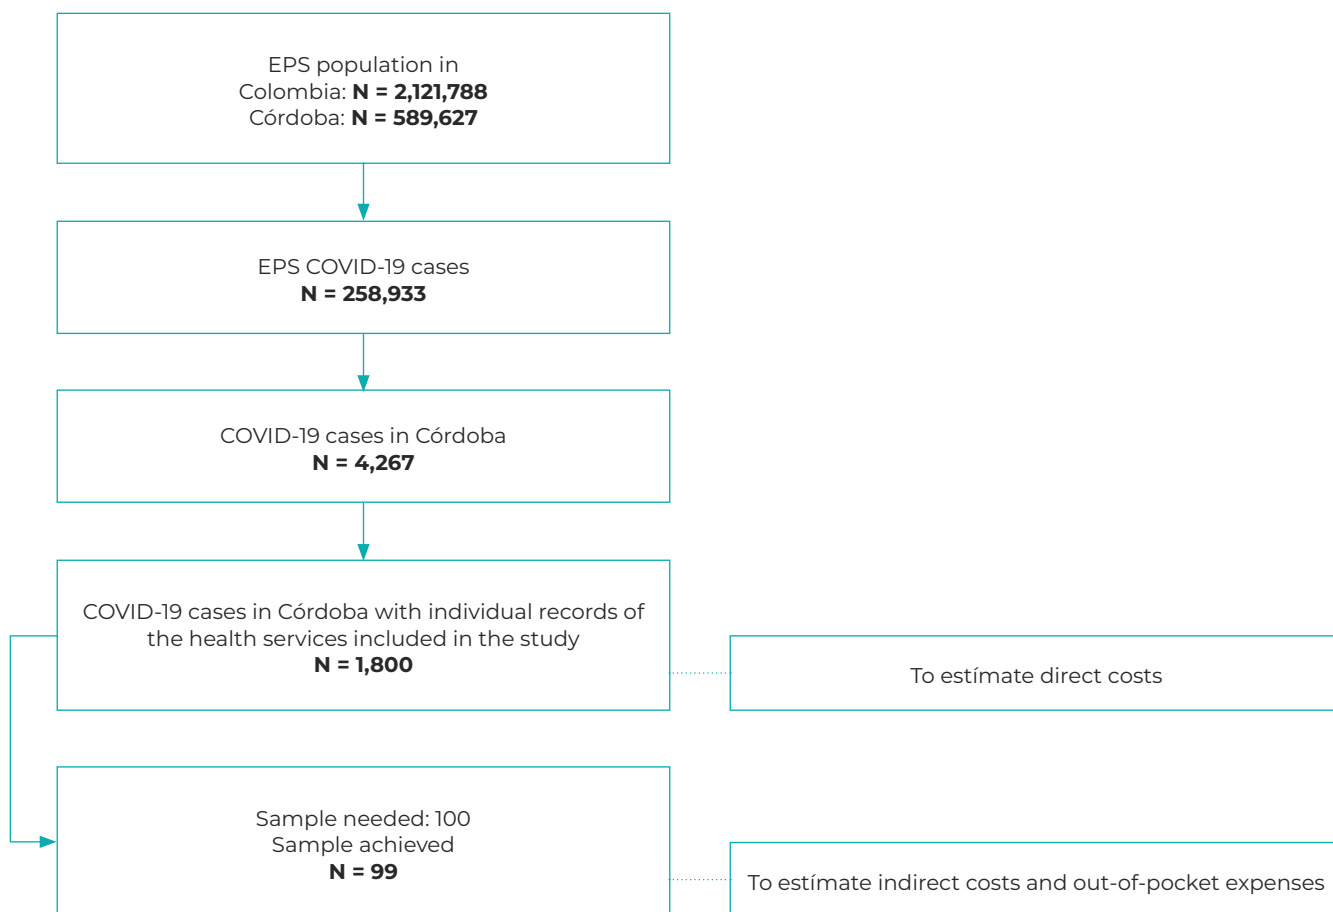 EPS population in
Colombia: N = 2,121,788
Córdoba: N = 589,627
EPS COVID-19 cases
N = 258,933
COVID-19 cases in Córdoba
N = 4,267
COVID-19 cases in Córdoba with individual records of
the health services included in the study
N = 1,800
To estímate direct costs
Sample needed: 100
Sample achieved
N = 99
To estímate indirect costs and out-of-pocket expenses